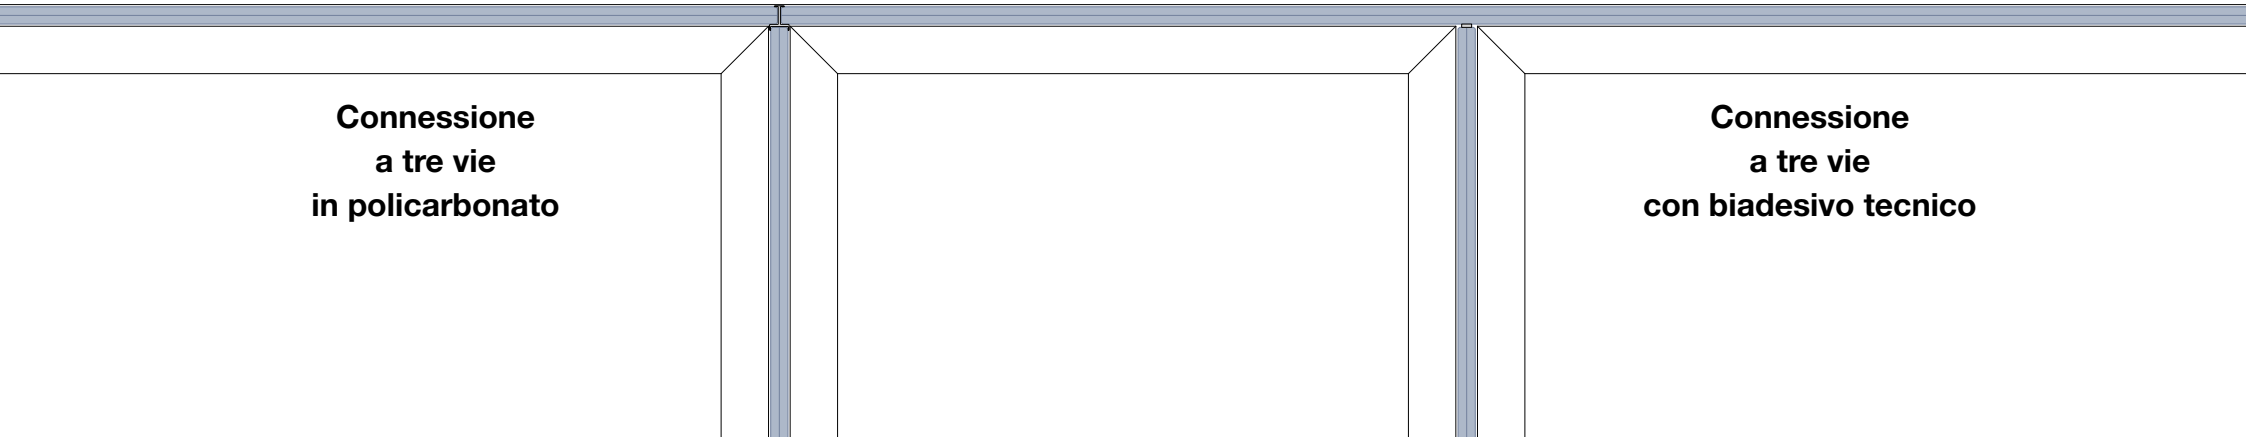 Connessione
a tre vie
in policarbonato
Connessione
a tre vie
con biadesivo tecnico